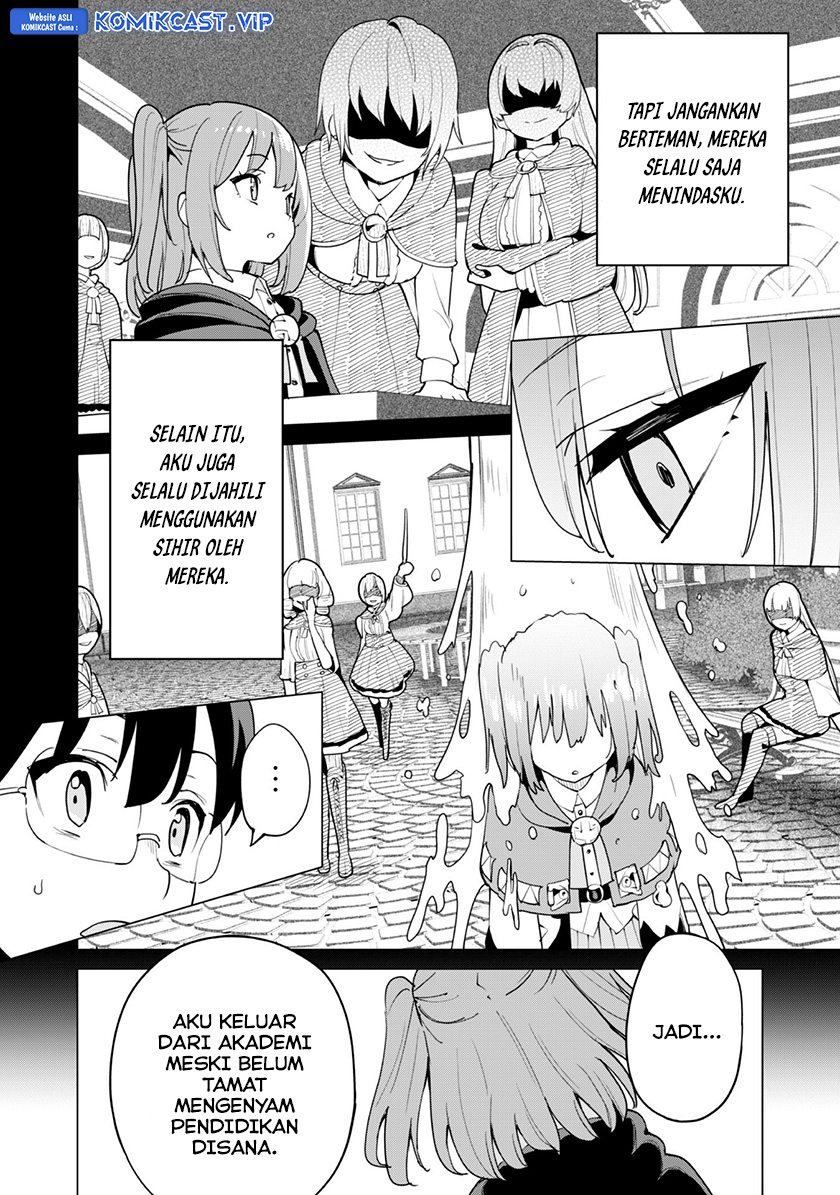 Website ASLI
KOMIKCAST Cuma :
KOMIKCAST.VIP
TAPI JANGANKAN
BERTEMAN, MEREKA
SELALU SAJA
MENINDASKU.
SELAIN ITU,
AKU JUGA
SELALU DIJAHILI
MENGGUNAKAN
SIHIR OLEH
MEREKA.
...
JADI...
AKU KELUAR
DARI AKADEMI
MESKI BELUM
TAMAT
MENGENYAM
PENDIDIKAN
DISANA.